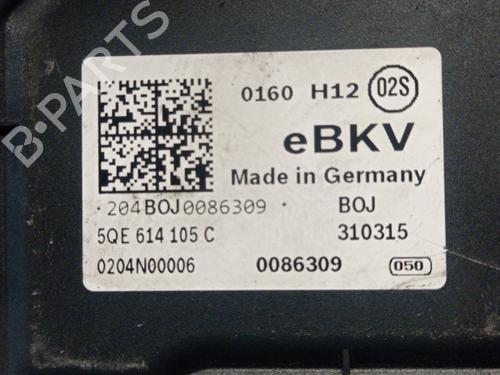 0160 H12 02S
eBKV
Made in Germany
·204BOJ0086309 · BOJ
5QE 614 105 C 310315
0204N00006 0086309 050
B-PARTS